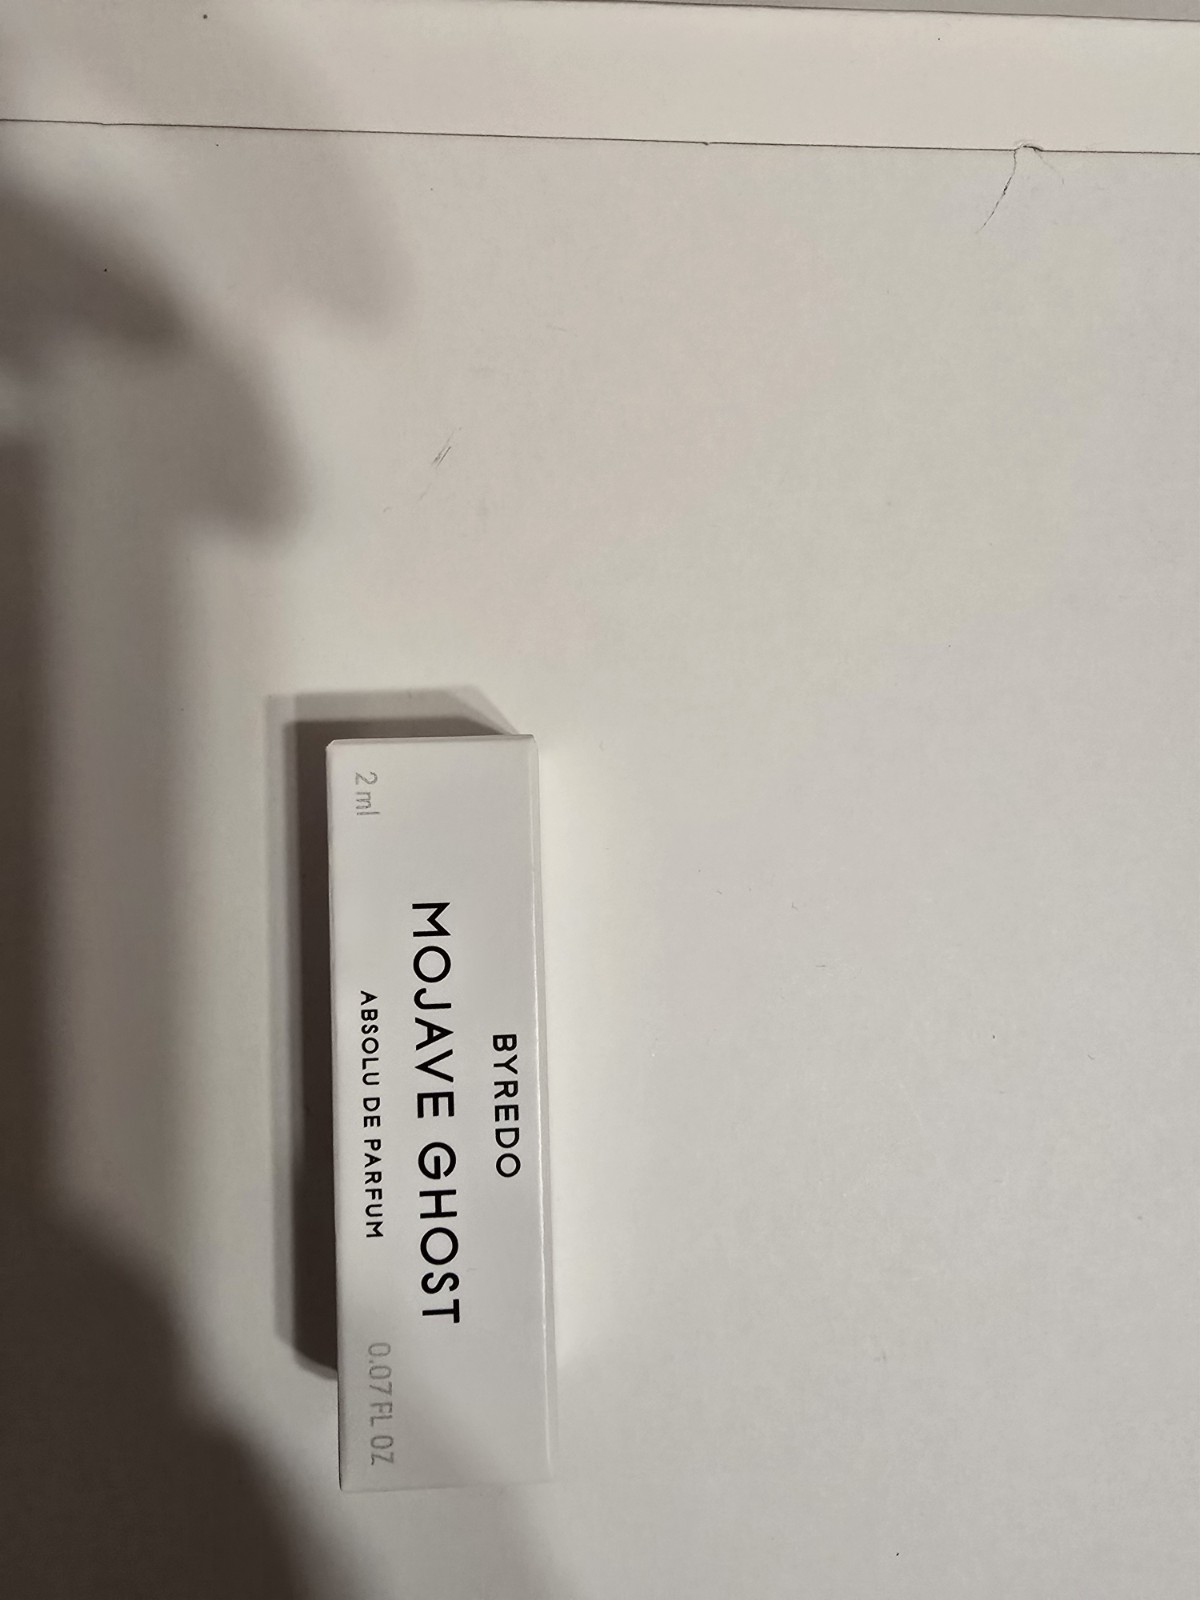 BYREDO
MOJAVE GHOST
ABSOLU DE PARFUM
2 ml
0.07 FL OZ